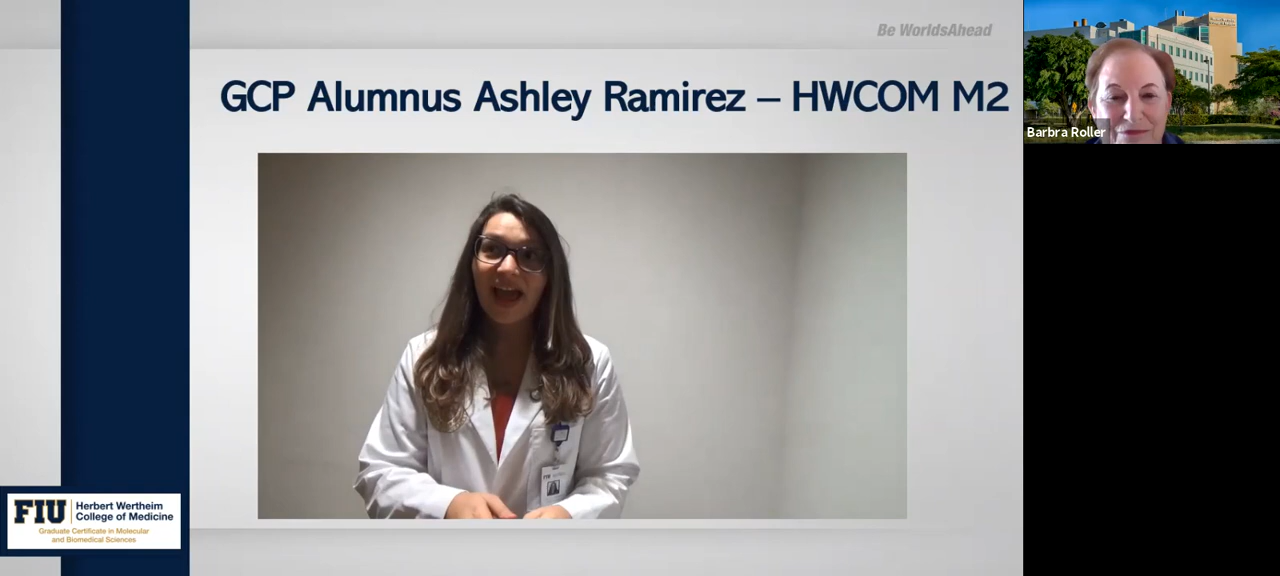 Be WorldsAhead
GCP Alumnus Ashley Ramirez – HWCOM M2
Barbra Roller
FIU
Herbert Wertheim
College of Medicine
Graduate Certificate in Molecular
and Biomedical Sciences
FIU